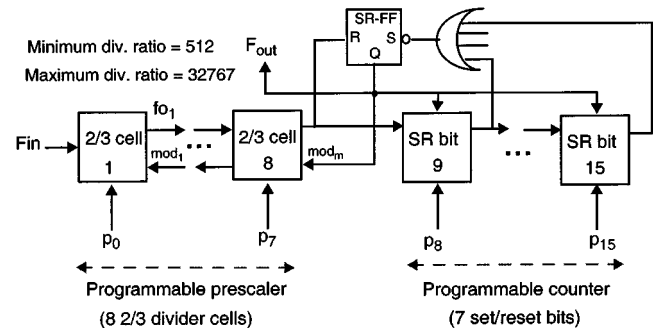 Minimum div. ratio = 512
Maximum div. ratio = 32767
Fout
SR-FF
R
S
Q
Fin
2/3 cell
1
fo1
mod1
...
2/3 cell
8
modm
SR bit
9
...
SR bit
15
p0
p7
p8
p15
Programmable prescaler
(8 2/3 divider cells)
Programmable counter
(7 set/reset bits)